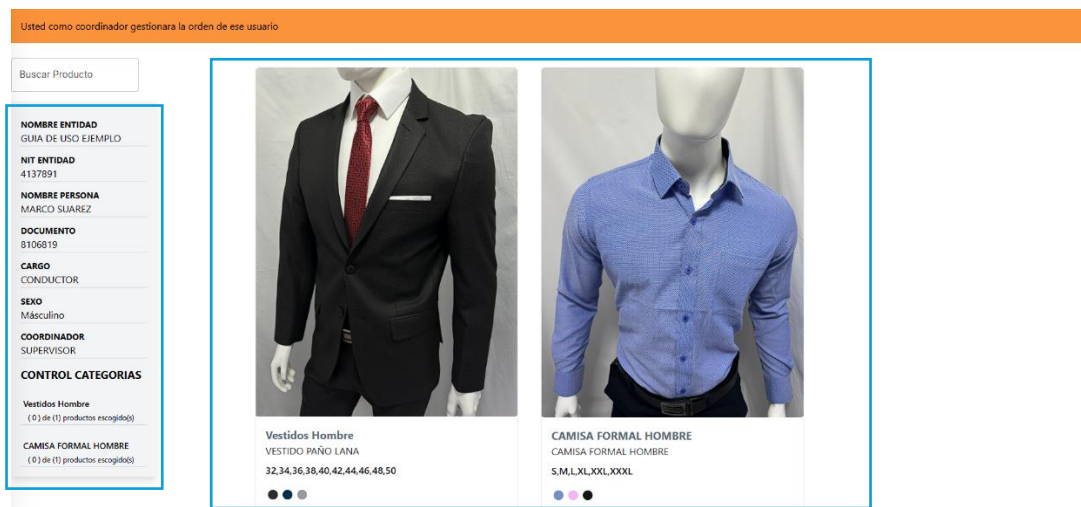 Usted como coordinador gestionara la orden de ese usuario
Buscar Producto
NOMBRE ENTIDAD
GUIA DE USO EJEMPLO
NIT ENTIDAD
4137891
NOMBRE PERSONA
MARCO SUAREZ
DOCUMENTO
8106819
CARGO
CONDUCTOR
SEXO
Másculino
COORDINADOR
SUPERVISOR
CONTROL CATEGORIAS
Vestidos Hombre
( 0 ) de (1) productos escogido(s)
CAMISA FORMAL HOMBRE
( 0 ) de (1) productos escogido(s)
Vestidos Hombre
VESTIDO PAÑO LANA
32,34,36,38,40,42,44,46,48,50
CAMISA FORMAL HOMBRE
CAMISA FORMAL HOMBRE
S,M,L,XL,XXL,XXXL